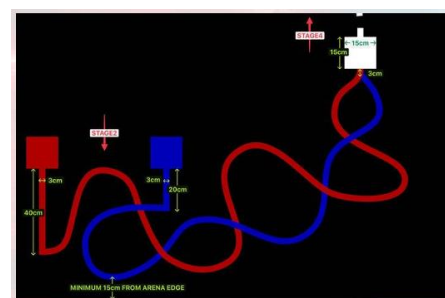 STAGE4
15cm
15cm
3cm
STAGE2
3cm
3cm
20cm
40cm
MINIMUM 15cm FROM ARENA EDGE